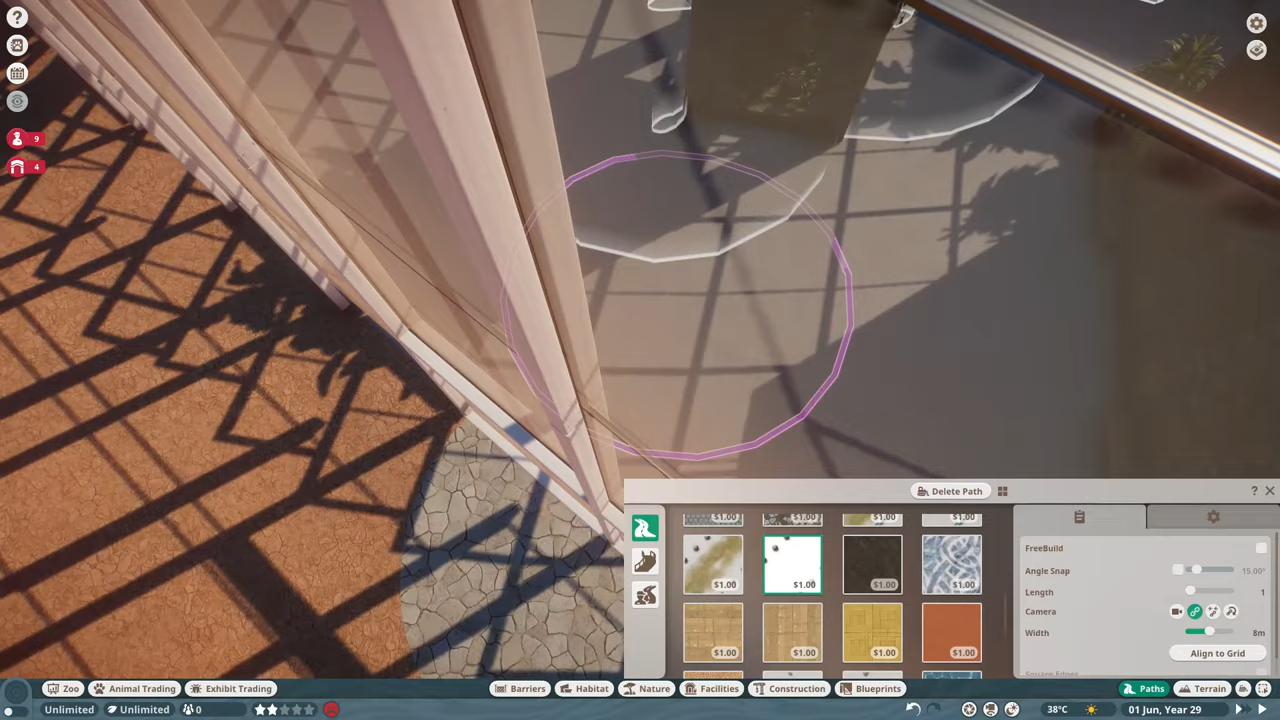 ?
9
4
Delete Path
?
$1.00 $1.00 $1.00 $1.00
$1.00 $1.00 $1.00 $1.00
$1.00 $1.00 $1.00 $1.00
FreeBuild
Angle Snap 15.00°
Length 1
Camera
Width 8m
Align to Grid
Square Edges
Zoo Animal Trading Exhibit Trading Barriers Habitat Nature Facilities Construction Blueprints Paths Terrain
Unlimited Unlimited 0 38°C 01 Jun, Year 29